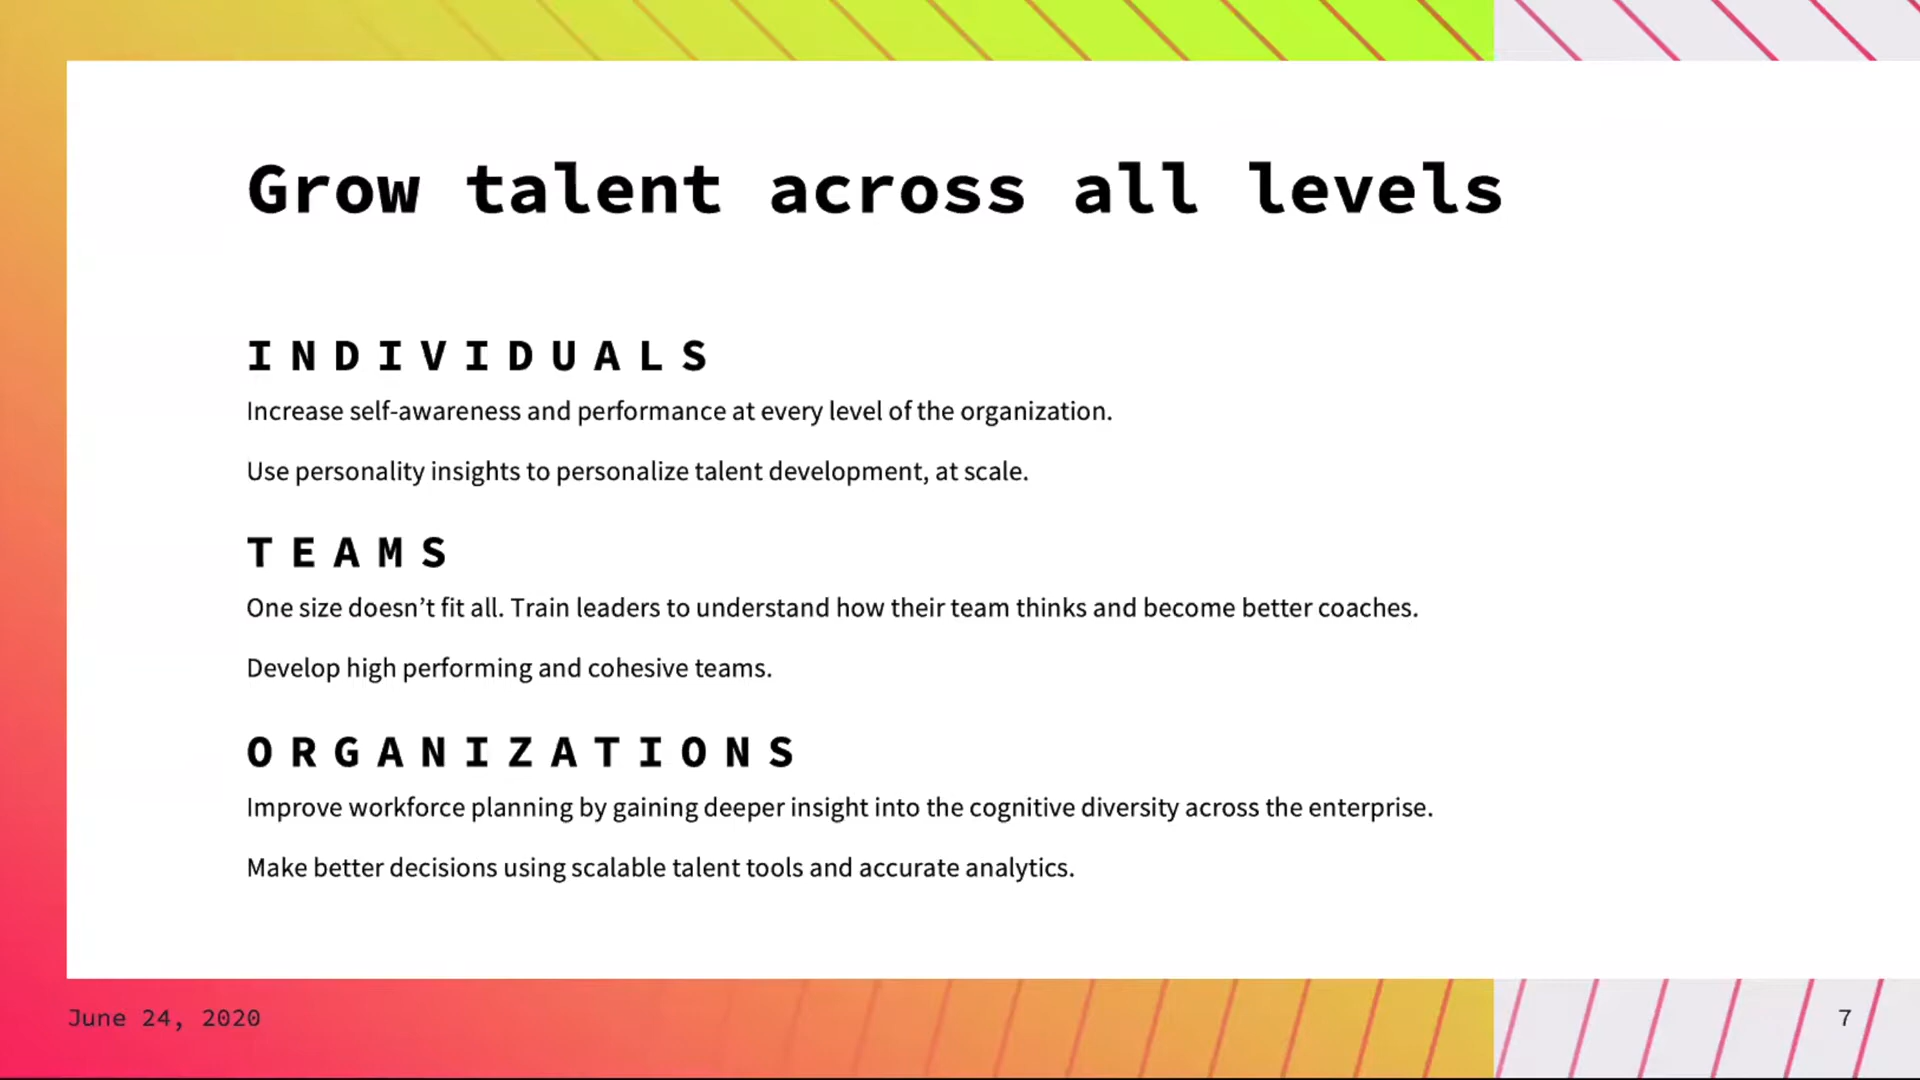 Grow talent across all levels
INDIVIDUALS
Increase self-awareness and performance at every level of the organization.
Use personality insights to personalize talent development, at scale.
TEAMS
One size doesn’t fit all. Train leaders to understand how their team thinks and become better coaches.
Develop high performing and cohesive teams.
ORGANIZATIONS
Improve workforce planning by gaining deeper insight into the cognitive diversity across the enterprise.
Make better decisions using scalable talent tools and accurate analytics.
June 24, 2020
7